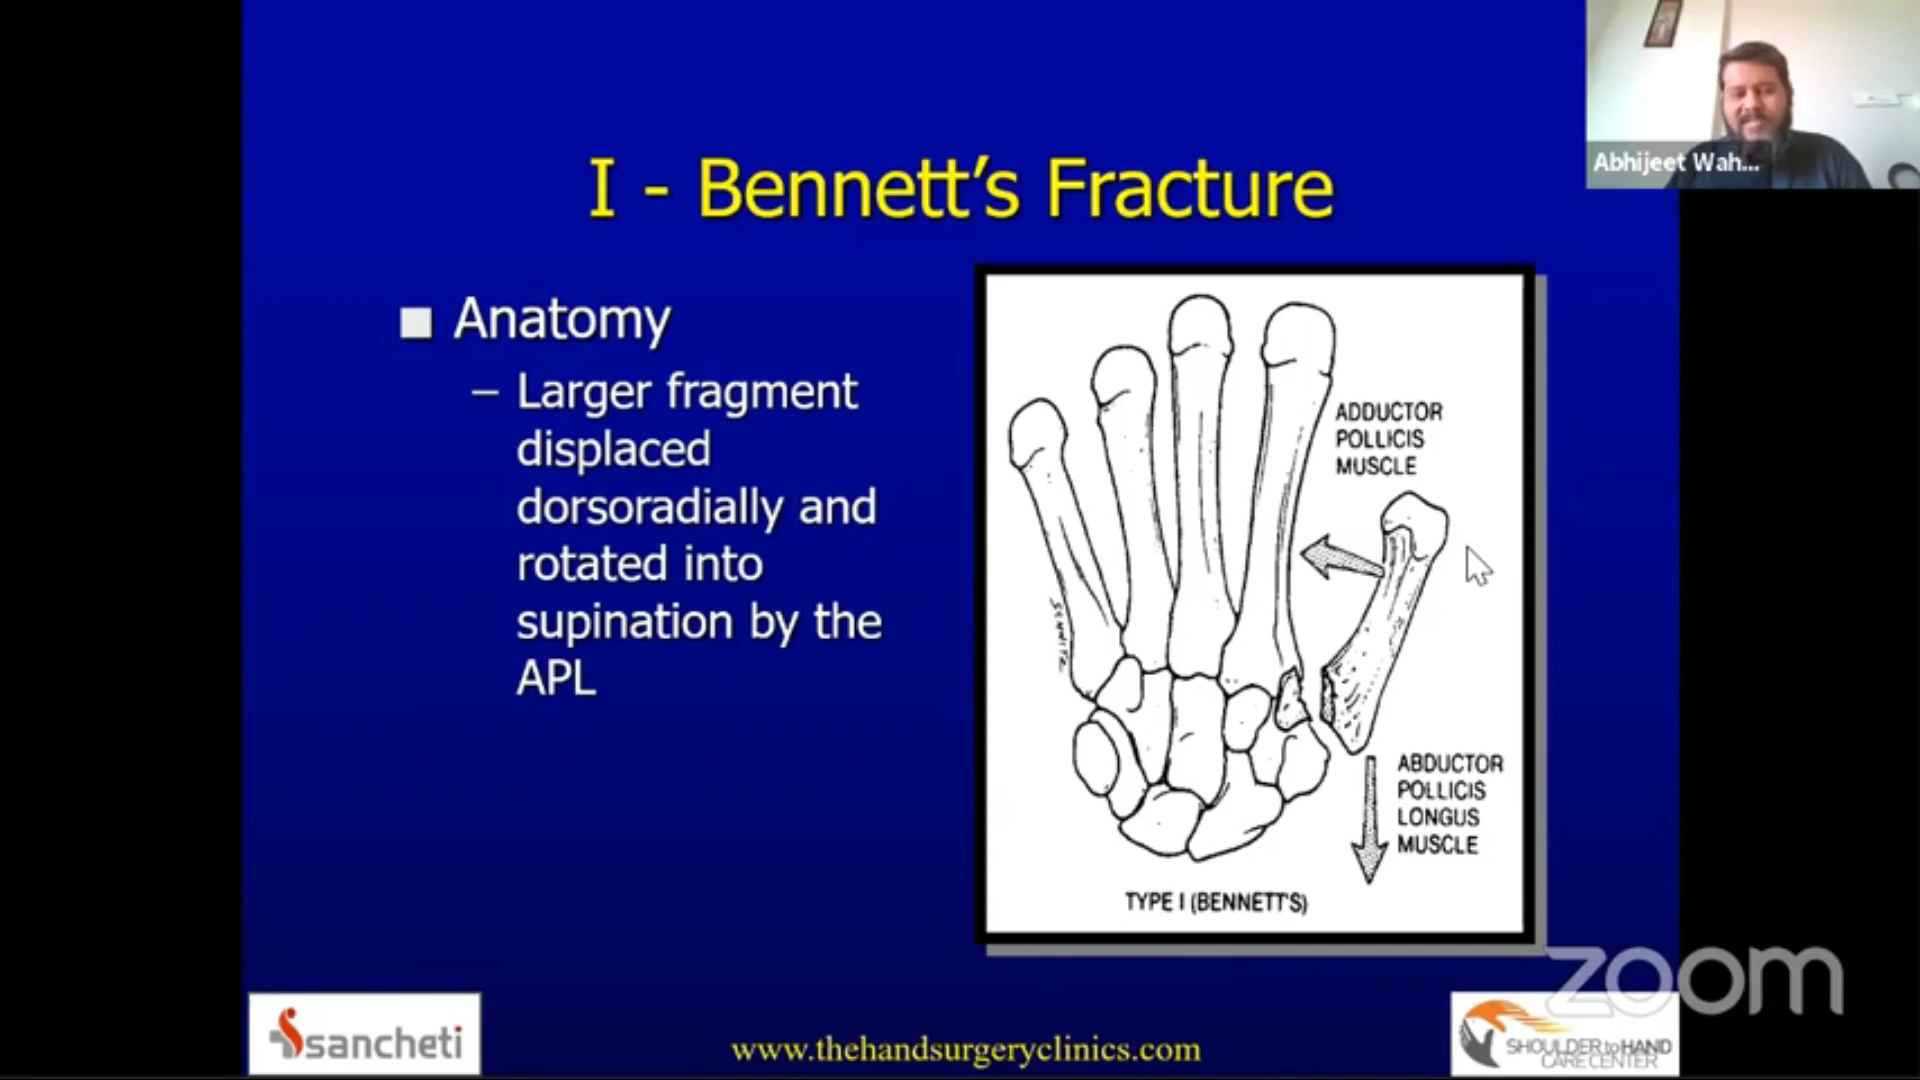 Abhijeet Wah...
I - Bennett’s Fracture
Anatomy
– Larger fragment
displaced
dorsoradially and
rotated into
supination by the
APL
ADDUCTOR
POLLICIS
MUSCLE
ABDUCTOR
POLLICIS
LONGUS
MUSCLE
TYPE I (BENNETT'S)
zoom
sancheti
www.thehandsurgeryclinics.com
SHOULDER to HAND
CARE CENTER